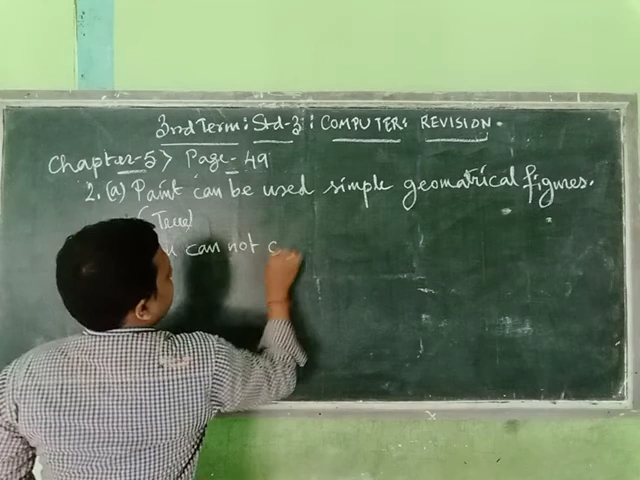 3rd Term: Std-3: COMPUTER: REVISION.
Chapter-5> Page-49
2. (a) Paint can be used simple geomatrical figures.
(True)
can not c